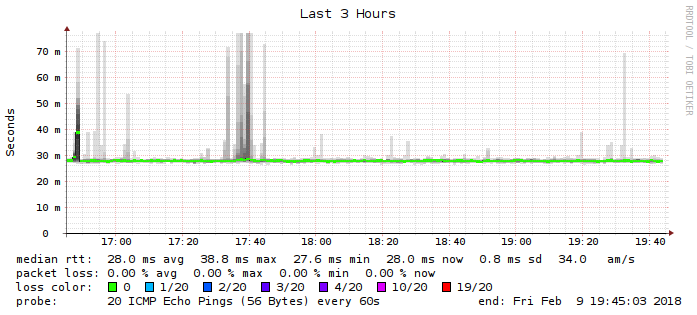 Last 3 Hours
RRDTOOL / TOBI OETIKER
Seconds
70 m
60 m
50 m
40 m
30 m
20 m
10 m
0
17:00 17:20 17:40 18:00 18:20 18:40 19:00 19:20 19:40
median rtt: 28.0 ms avg 38.8 ms max 27.6 ms min 28.0 ms now 0.8 ms sd 34.0 am/s
packet loss: 0.00 % avg 0.00 % max 0.00 % min 0.00 % now
loss color: 0 1/20 2/20 3/20 4/20 10/20 19/20
probe: 20 ICMP Echo Pings (56 Bytes) every 60s end: Fri Feb 9 19:45:03 2018